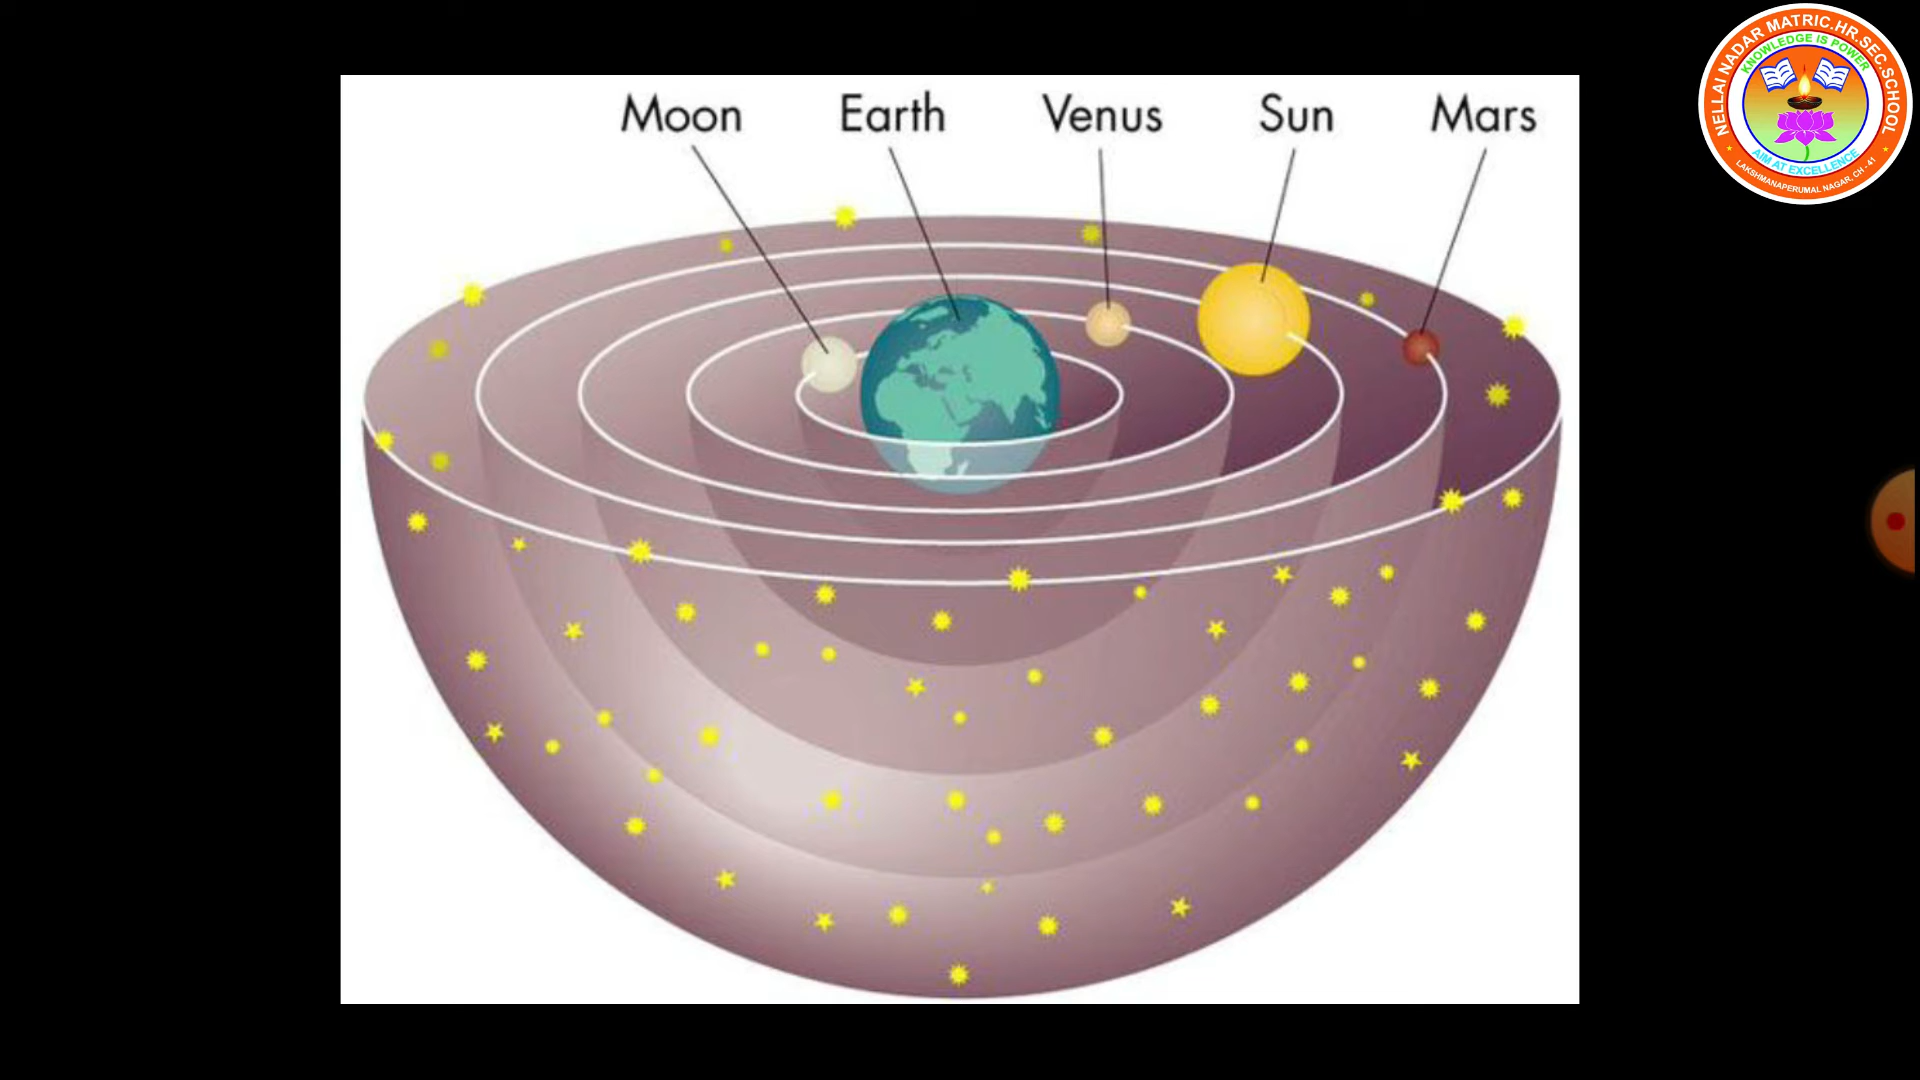 Moon Earth Venus Sun Mars
NELLAI NADAR MATRIC.HR.SEC.SCHOOL
KNOWLEDGE IS POWER
AIM AT EXCELLENCE
LAKSHMANAPERUMAL NAGAR, CH - 41